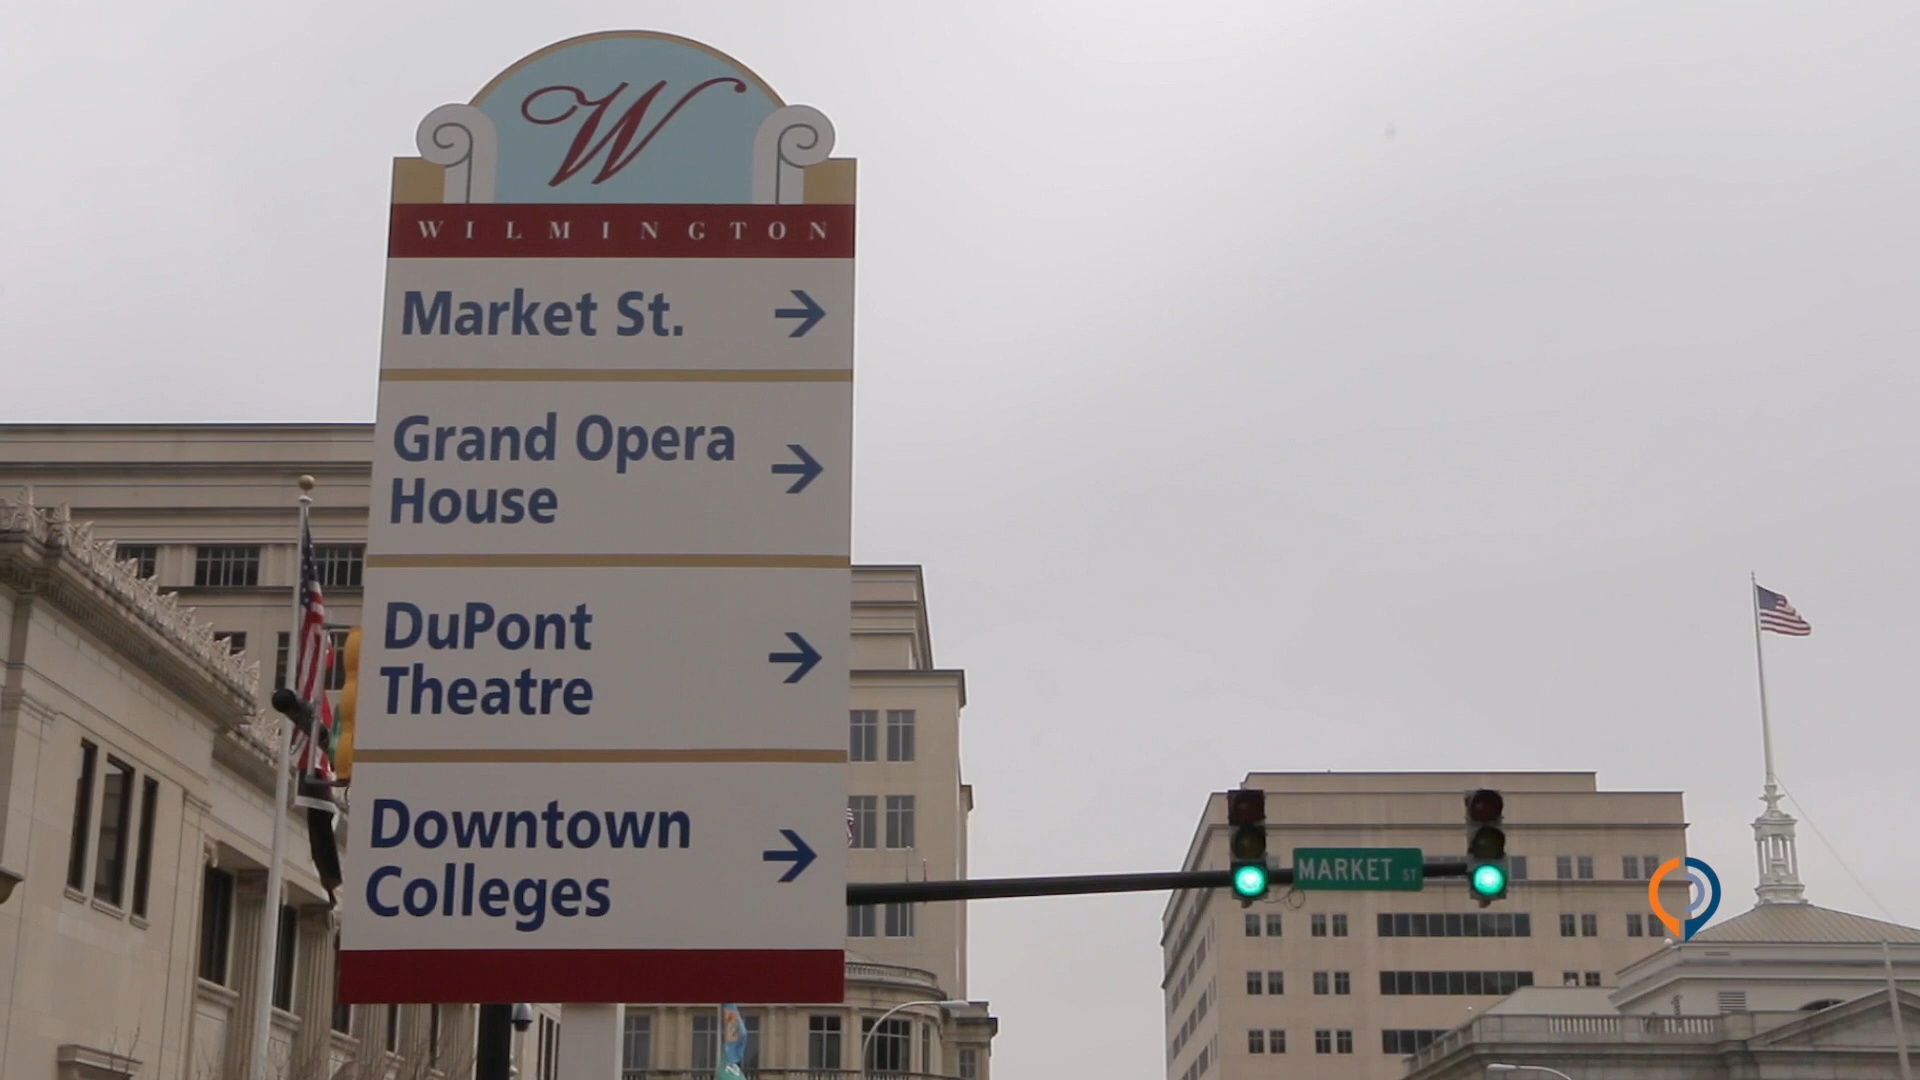 W
WILMINGTON
Market St.
Grand Opera
House
DuPont
Theatre
Downtown
Colleges
MARKET ST